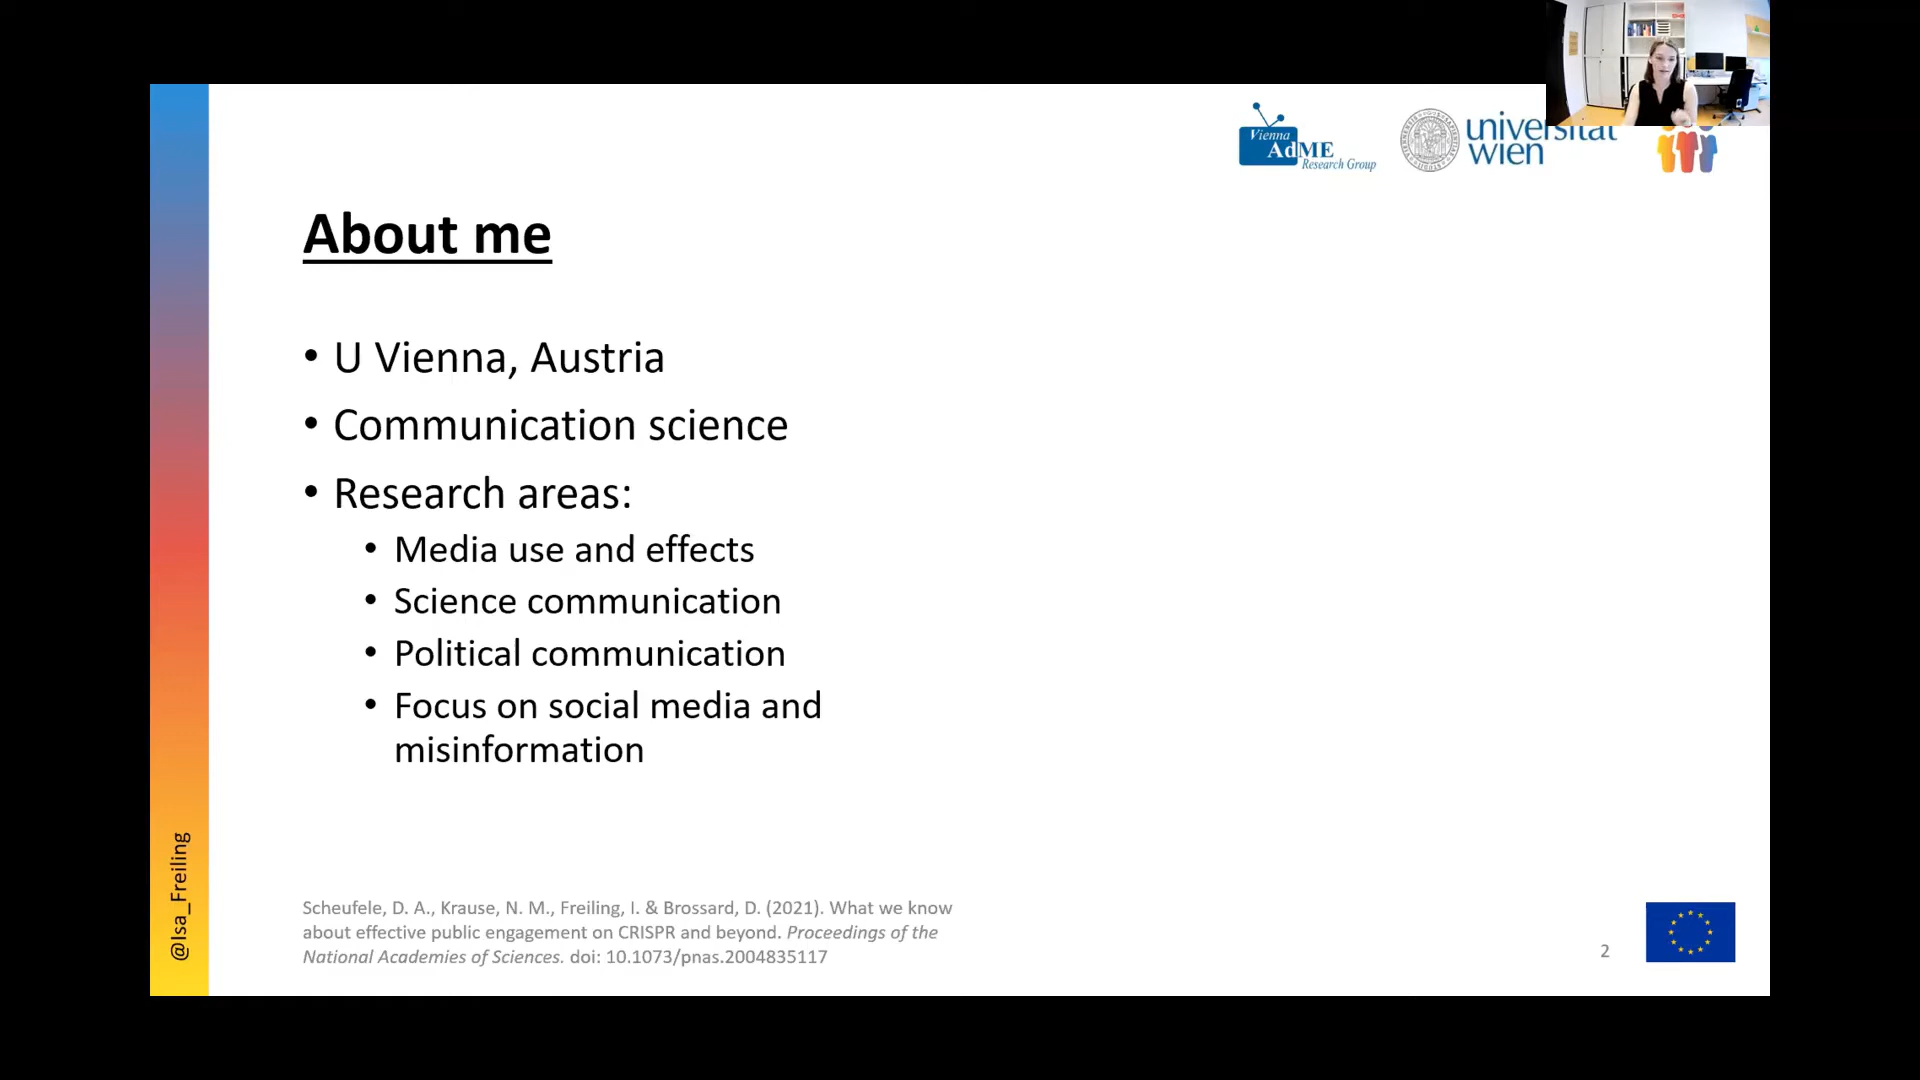 Vienna
AdME
Research Group
universität
wien
About me
• U Vienna, Austria
• Communication science
• Research areas:
• Media use and effects
• Science communication
• Political communication
• Focus on social media and
misinformation
@Isa_Freiling
Scheufele, D. A., Krause, N. M., Freiling, I. & Brossard, D. (2021). What we know
about effective public engagement on CRISPR and beyond. Proceedings of the
National Academies of Sciences. doi: 10.1073/pnas.2004835117
2